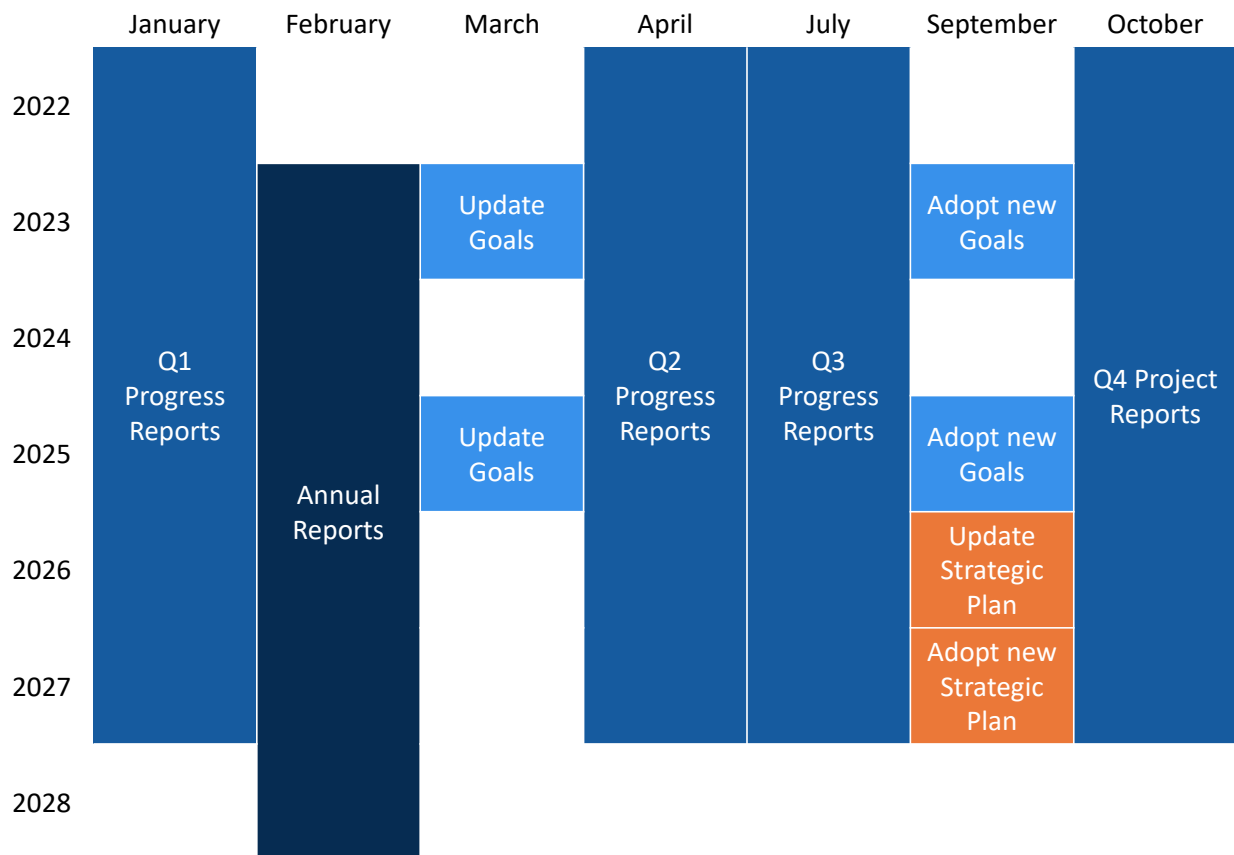 January February March April July September October
2022
2023
Update
Goals
Adopt new
Goals
2024
Q1
Progress
Reports
Q2
Progress
Reports
Q3
Progress
Reports
Q4 Project
Reports
2025
Annual
Reports
Update
Goals
Adopt new
Goals
2026
Update
Strategic
Plan
2027
Adopt new
Strategic
Plan
2028